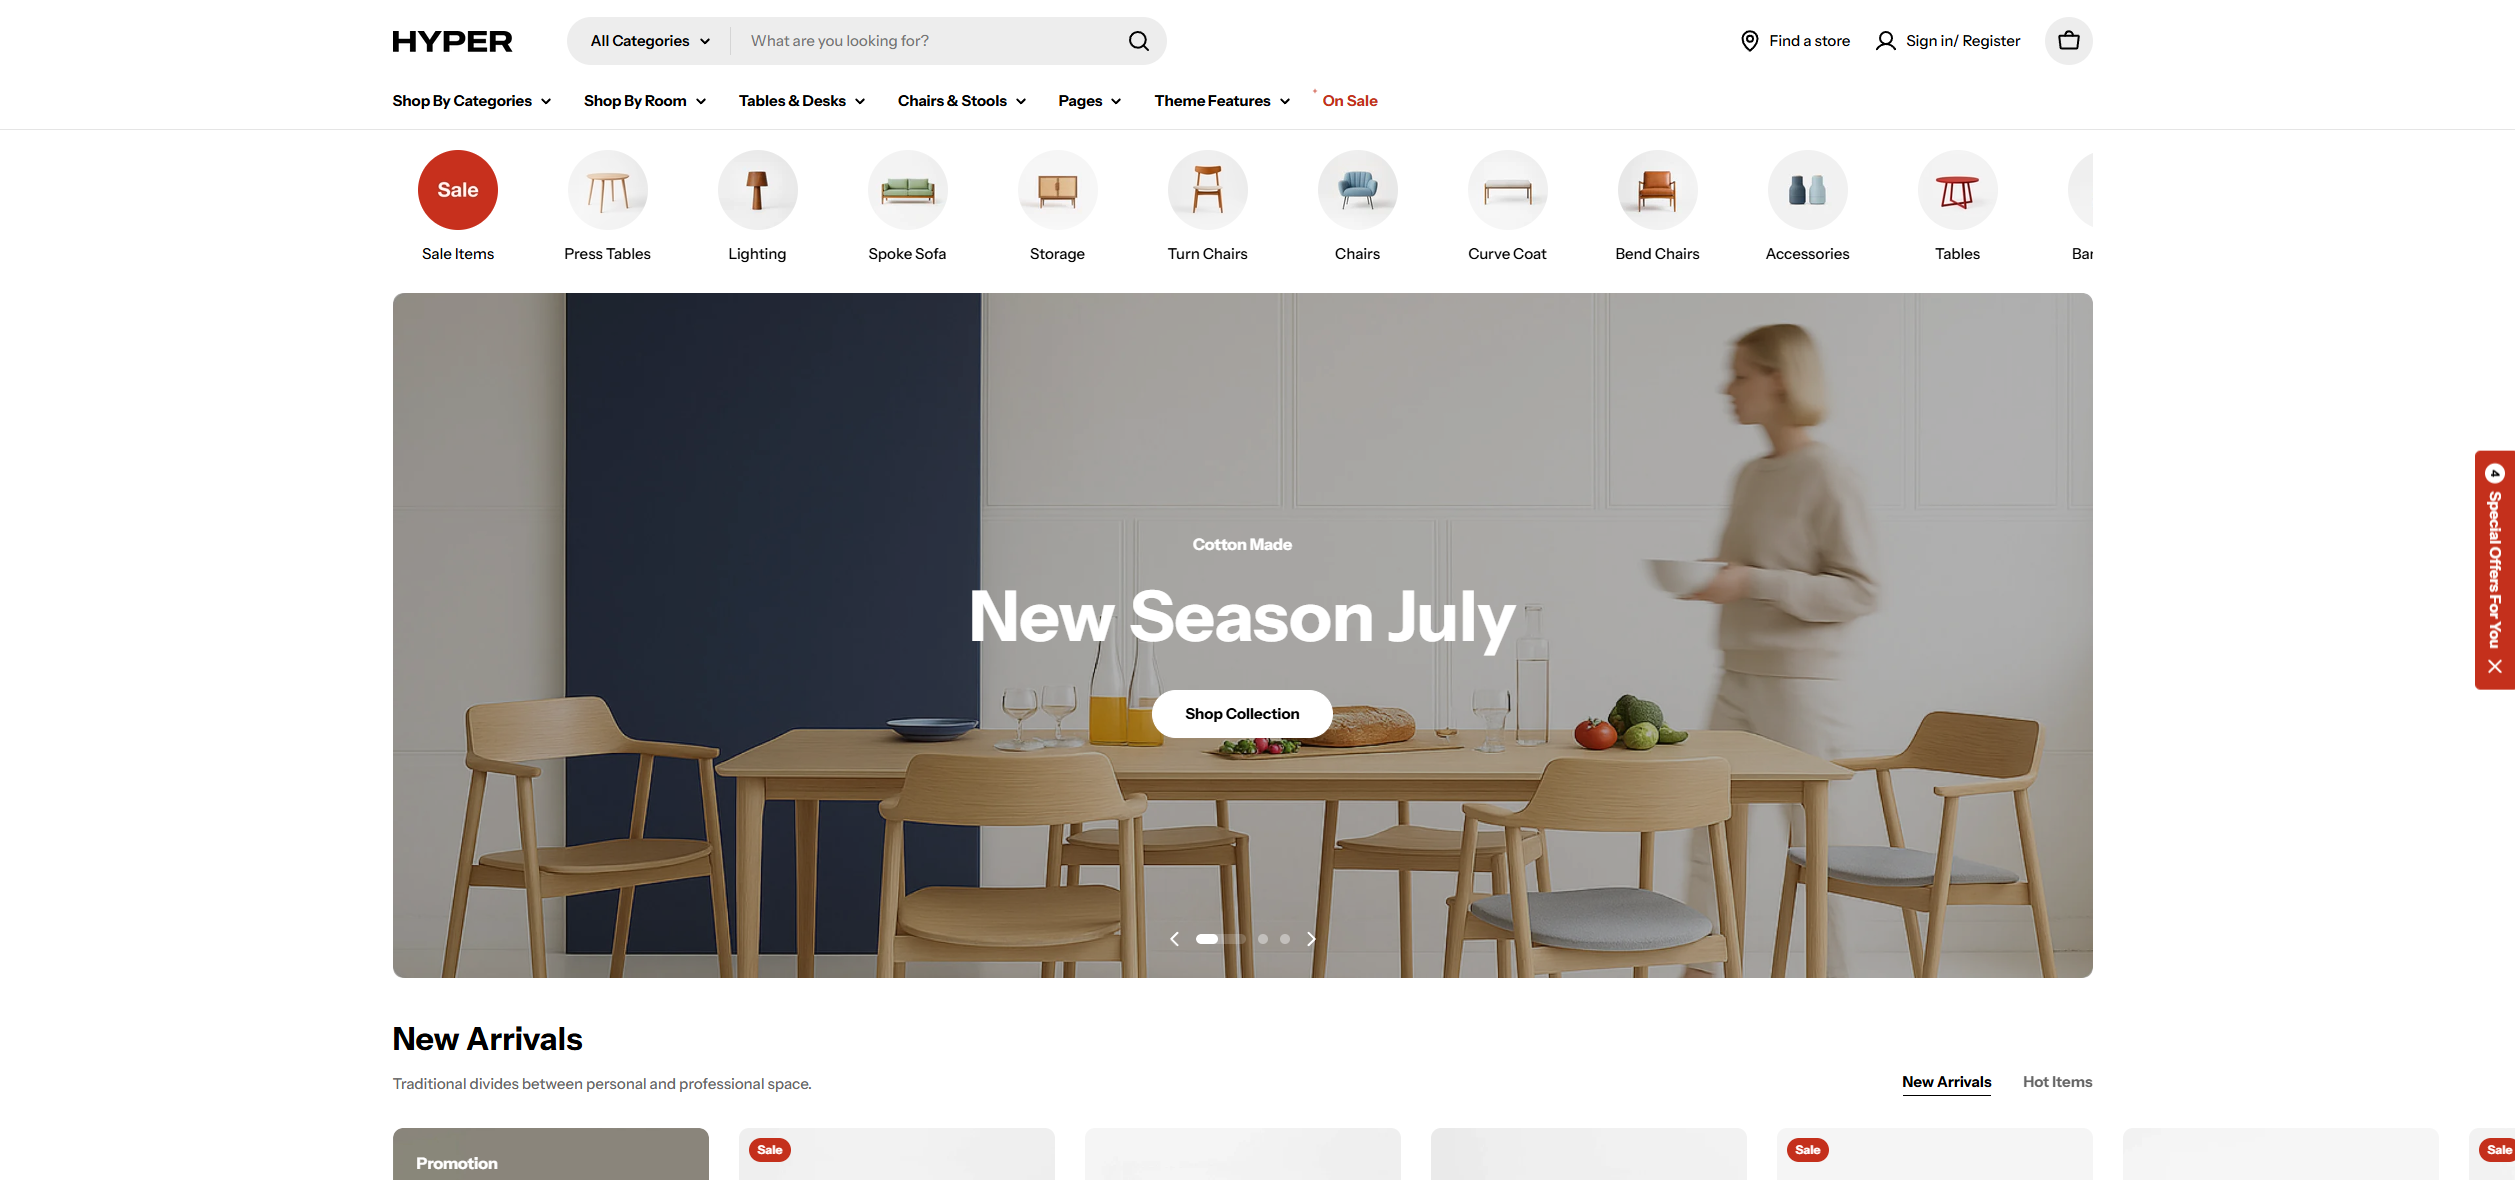 HYPER
All Categories
What are you looking for?
Find a store
Sign in/ Register
Shop By Categories
Shop By Room
Tables & Desks
Chairs & Stools
Pages
Theme Features
On Sale
Sale
Sale Items
Press Tables
Lighting
Spoke Sofa
Storage
Turn Chairs
Chairs
Curve Coat
Bend Chairs
Accessories
Tables
Bar
Cotton Made
New Season July
Shop Collection
4 Special Offers For You
New Arrivals
Traditional divides between personal and professional space.
New Arrivals
Hot Items
Promotion
Sale
Sale
Sale